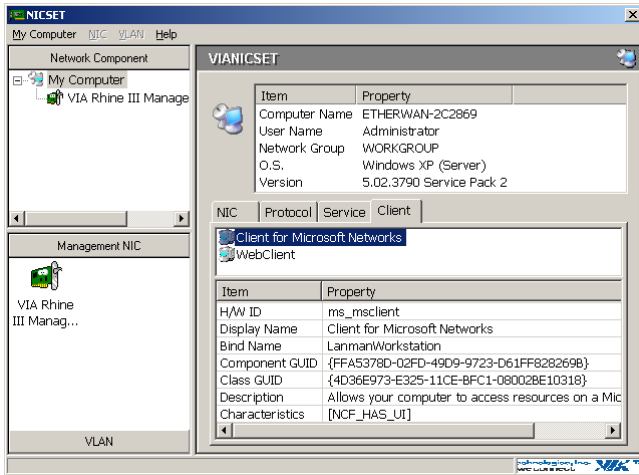 NICSET
My Computer NIC VLAN Help
Network Component
My Computer
VIA Rhine III Manage
Management NIC
VIA Rhine
III Manag...
VLAN
VIANICSET
Item Property
Computer Name ETHERWAN-2C2869
User Name Administrator
Network Group WORKGROUP
O.S. Windows XP (Server)
Version 5.02.3790 Service Pack 2
NIC Protocol Service Client
Client for Microsoft Networks
WebClient
Item Property
H/W ID ms_msclient
Display Name Client for Microsoft Networks
Bind Name LanmanWorkstation
Component GUID {FFA5378D-02FD-49D9-9723-D61FF828269B}
Class GUID {4D36E973-E325-11CE-BFC1-08002BE10318}
Description Allows your computer to access resources on a Mic
Characteristics [NCF_HAS_UI]
we connect
VIA